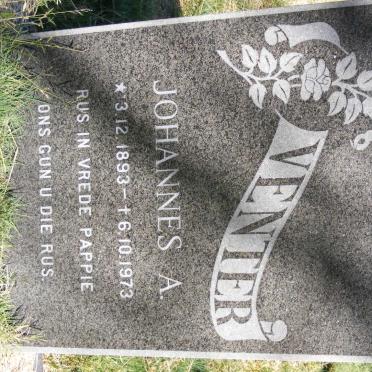 VENTER
JOHANNES A.
★3.12.1893—✝6.10.1973
RUS IN VREDE PAPPIE
ONS GUN U DIE RUS.